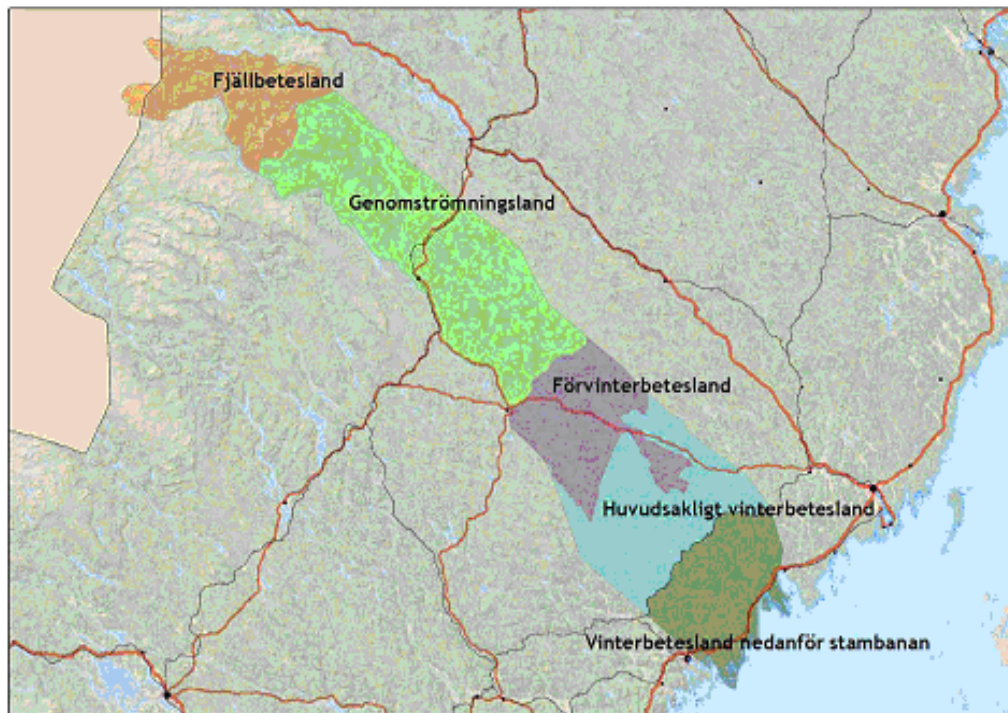 Fjällbetesland
Genomströmningsland
Förvinterbetesland
Huvudsakligt vinterbetesland
Vinterbetesland nedanför stambanan